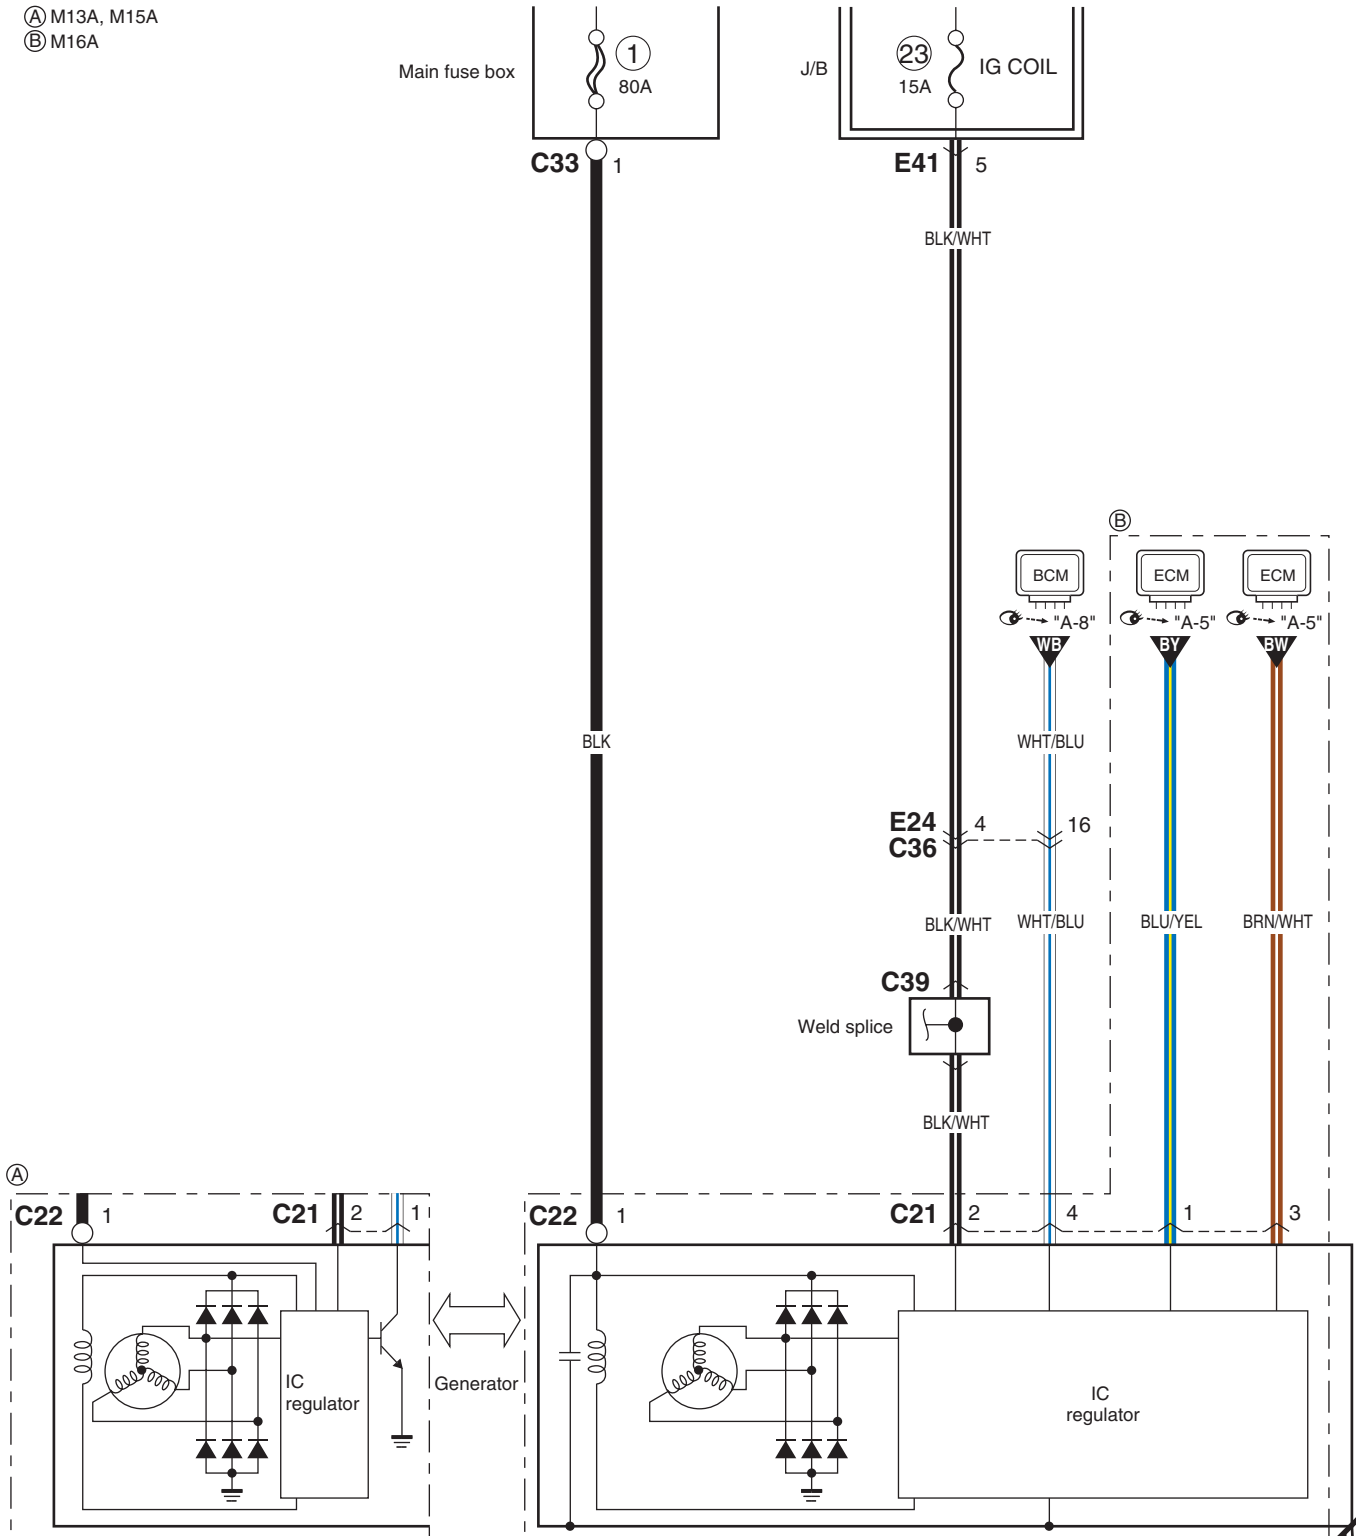 Ⓐ M13A, M15A
Ⓑ M16A
Main fuse box
① 80A
J/B
㉓ 15A
IG COIL
C33 1
E41 5
BLK/WHT
Ⓑ
BCM
ECM
ECM
"A-8"
"A-5"
"A-5"
WB
BY
BW
BLK
WHT/BLU
E24 4 16
C36
BLK/WHT
WHT/BLU
BLU/YEL
BRN/WHT
C39
Weld splice
BLK/WHT
Ⓐ
C22 1
C21 2 1
C22 1
C21 2 4 1 3
IC
regulator
Generator
IC
regulator